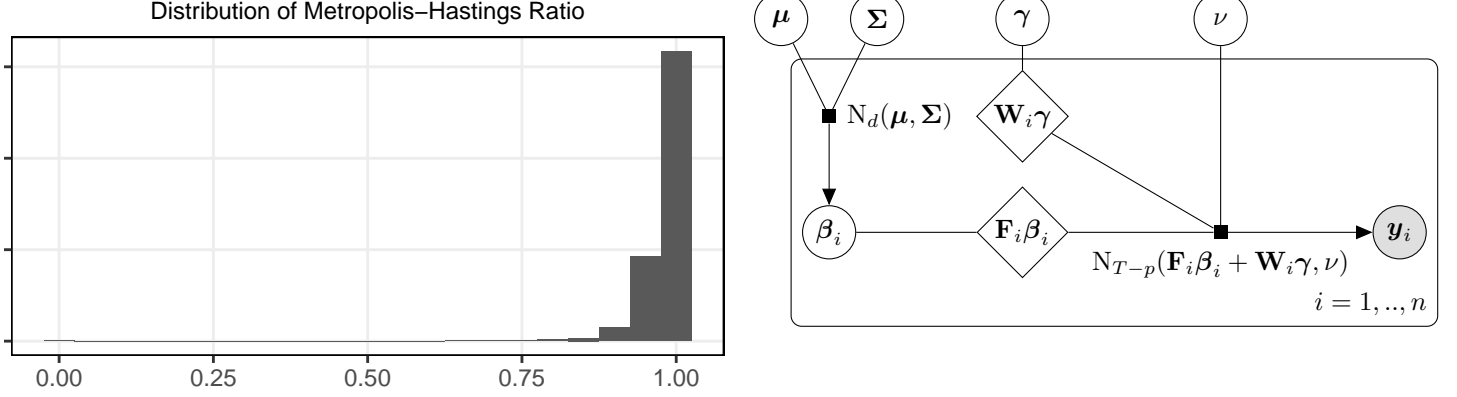 Distribution of Metropolis−Hastings Ratio
0.00 0.25 0.50 0.75 1.00
μ Σ γ ν
N_d(μ, Σ)
W_iγ
β_i
F_iβ_i
y_i
N_{T−p}(F_iβ_i + W_iγ, ν)
i = 1, .., n